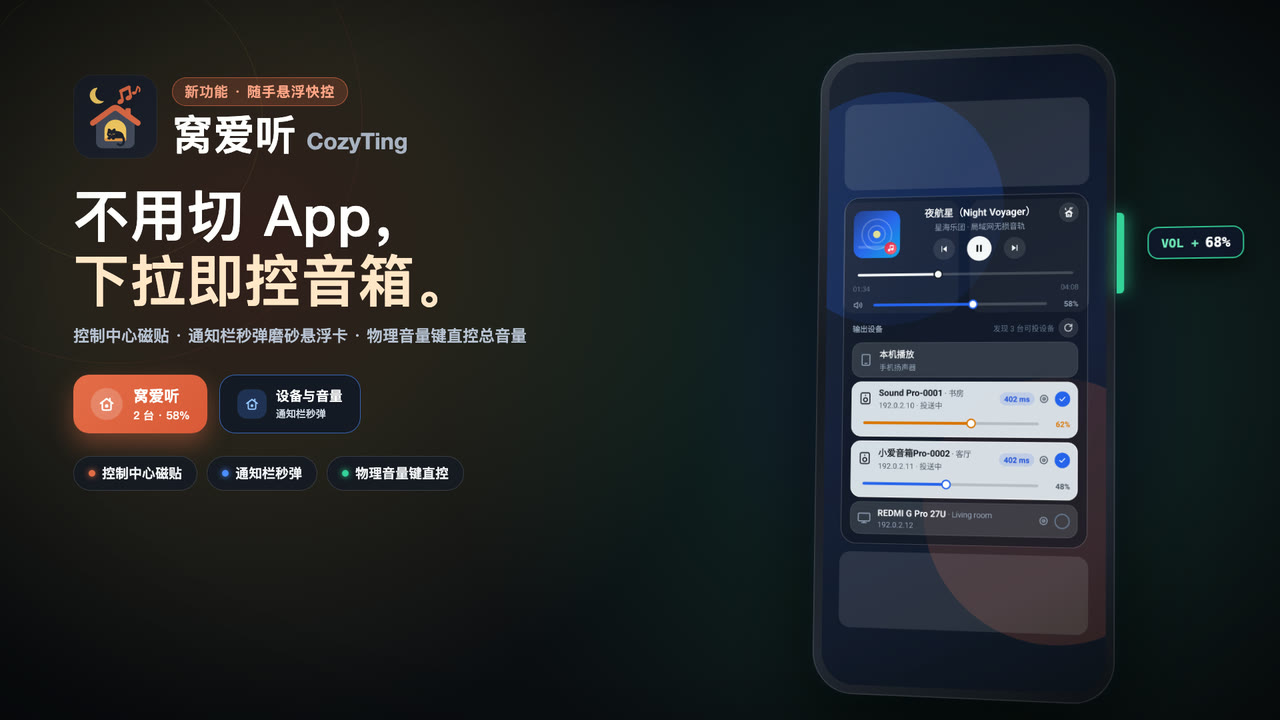 新功能 · 随手悬浮快控
窝爱听 CozyTing
不用切 App，
下拉即控音箱。
控制中心磁贴 · 通知栏秒弹磨砂悬浮卡 · 物理音量键直控总音量
窝爱听
2 台 · 58%
设备与音量
通知栏秒弹
控制中心磁贴
通知栏秒弹
物理音量键直控
夜航星（Night Voyager）
星海乐团 · 局域网无损音轨
01:34
04:08
58%
输出设备
发现 3 台可投设备
本机播放
手机扬声器
Sound Pro-0001 · 书房
192.0.2.10 · 投送中
402 ms
62%
小爱音箱Pro-0002 · 客厅
192.0.2.11 · 投送中
402 ms
48%
REDMI G Pro 27U · Living room
192.0.2.12
VOL + 68%